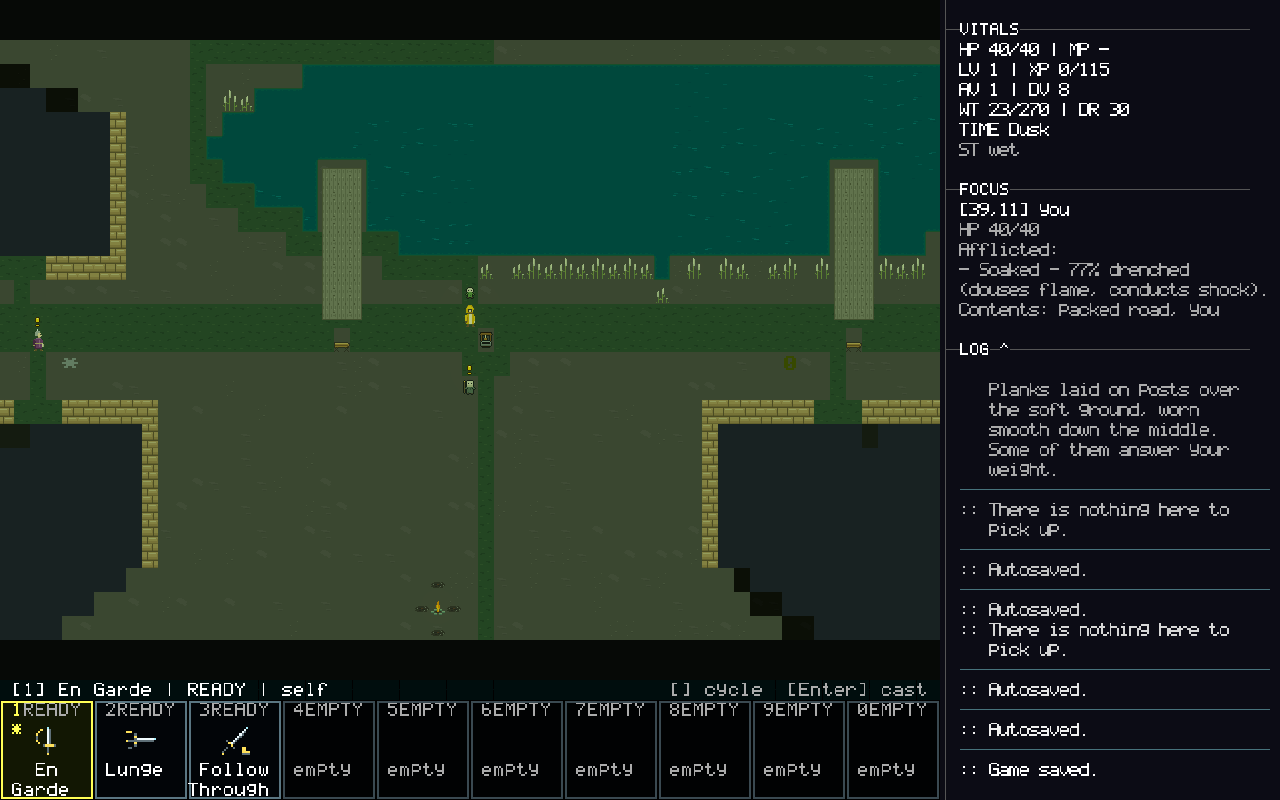 VITALS
HP 40/40 | MP -
LV 1 | XP 0/115
AV 1 | DV 8
WT 23/270 | DR 30
TIME Dusk
ST wet
FOCUS
[39,11] You
HP 40/40
Afflicted:
- Soaked - 77% drenched
(douses flame, conducts shock).
Contents: Packed road, You
LOG ^
Planks laid on posts over
the soft ground, worn
smooth down the middle.
Some of them answer your
weight.
:: There is nothing here to
pick up.
:: Autosaved.
:: Autosaved.
:: There is nothing here to
pick up.
:: Autosaved.
:: Autosaved.
:: Game saved.
[1] En Garde | READY | self
[] cycle [Enter] cast
1READY 2READY 3READY 4EMPTY 5EMPTY 6EMPTY 7EMPTY 8EMPTY 9EMPTY 0EMPTY
*
En Lunge Follow empty empty empty empty empty empty empty
Garde Through